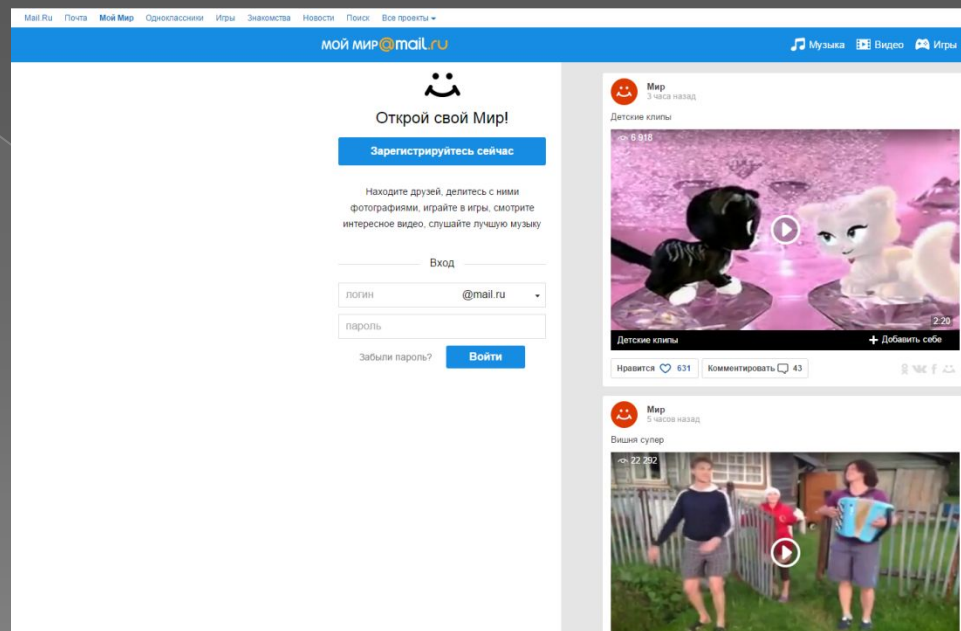 Mail.Ru Почта Мой Мир Одноклассники Игры Знакомства Новости Поиск Все проекты
МОЙ МИР@mail.ru
Музыка Видео Игры
Открой свой Мир!
Зарегистрируйтесь сейчас
Находите друзей, делитесь с ними
фотографиями, играйте в игры, смотрите
интересное видео, слушайте лучшую музыку
Вход
логин @mail.ru
пароль
Забыли пароль? Войти
Мир
3 часа назад
Детские клипы
6 918
2:20
Детские клипы + Добавить себе
Нравится 631 Комментировать 43
Мир
5 часов назад
Вишня супер
22 292